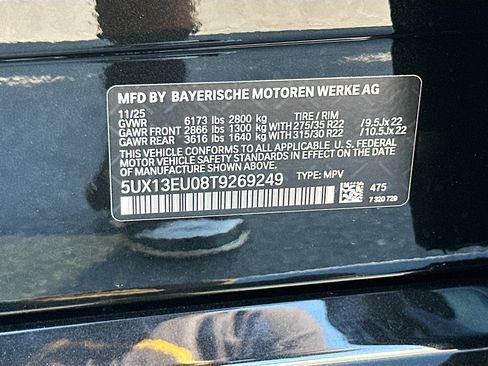 MFD BY BAYERISCHE MOTOREN WERKE AG
11/25 TIRE / RIM
GVWR 6173 lbs 2800 kg
GAWR FRONT 2866 lbs 1300 kg WITH 275/35 R22 /9.5Jx22
GAWR REAR 3616 lbs 1640 kg WITH 315/30 R22 /10.5Jx22
THIS VEHICLE CONFORMS TO ALL APPLICABLE U. S. FEDERAL
MOTOR VEHICLE SAFETY STANDARDS IN EFFECT ON THE DATE
OF MANUFACTURE SHOWN ABOVE.
5UX13EU08T9269249 TYPE: MPV
475
7 320 729